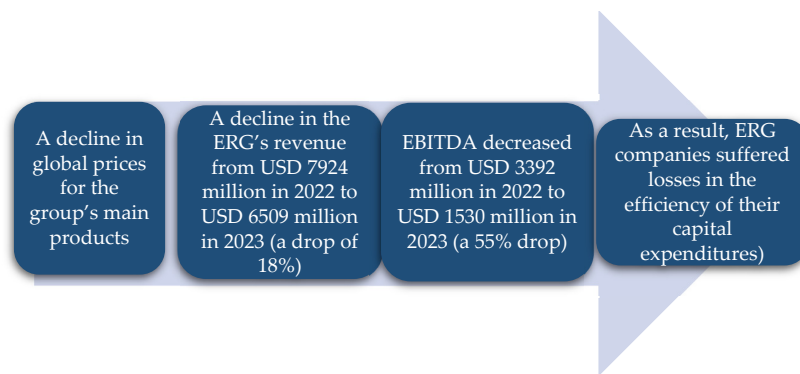 A decline in
global prices
for the
group's main
products
A decline in the
ERG's revenue
from USD 7924
million in 2022 to
USD 6509 million
in 2023 (a drop of
18%)
EBITDA decreased
from USD 3392
million in 2022 to
USD 1530 million in
2023 (a 55% drop)
As a result, ERG
companies suffered
losses in the
efficiency of their
capital
expenditures)